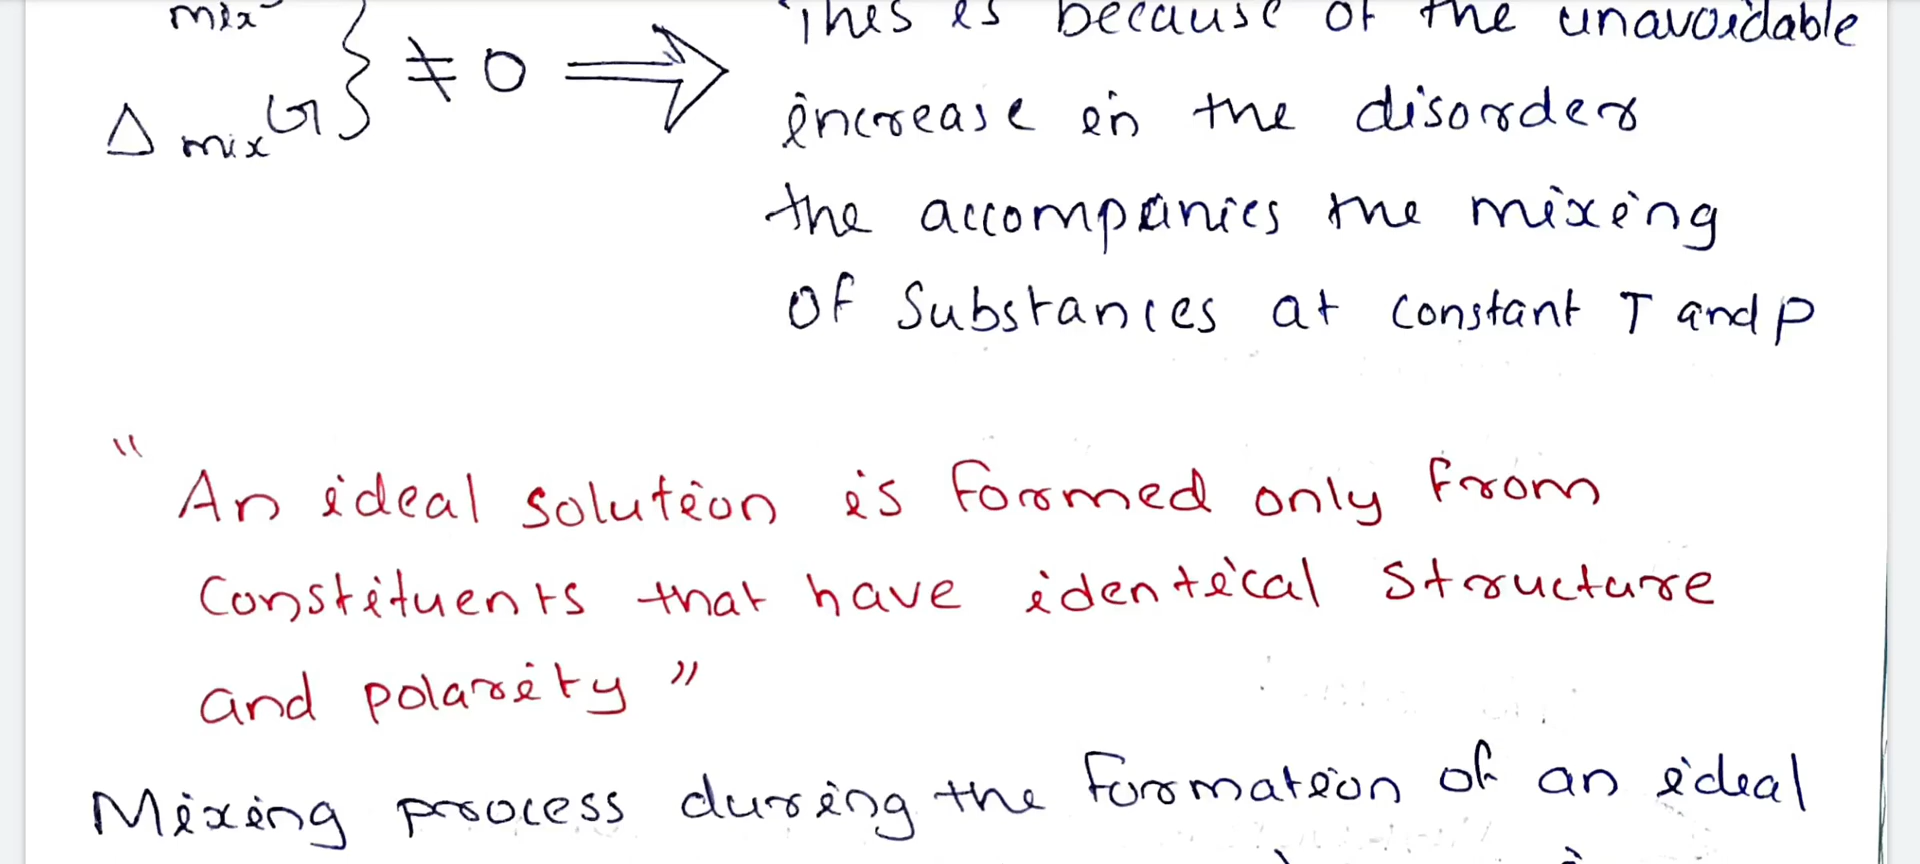 mix
Δ mix G } ≠ 0 ⟹
This is because of the unavoidable
increase in the disorder
the accompanies the mixing
of substances at constant T and P
" An ideal solution is formed only from
Constituents that have identical structure
and polarity "
Mixing process during the formation of an ideal